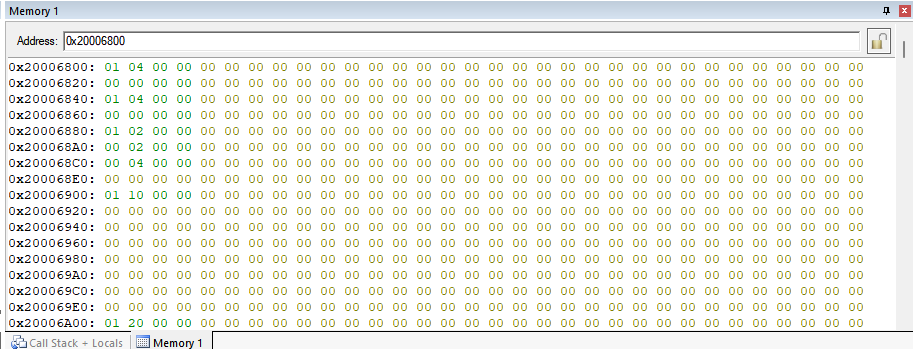 Memory 1
Address: 0x20006800
0x20006800: 01 04 00 00 00 00 00 00 00 00 00 00 00 00 00 00 00 00 00 00 00 00 00 00 00 00 00 00 00 00 00 00
0x20006820: 00 00 00 00 00 00 00 00 00 00 00 00 00 00 00 00 00 00 00 00 00 00 00 00 00 00 00 00 00 00 00 00
0x20006840: 01 04 00 00 00 00 00 00 00 00 00 00 00 00 00 00 00 00 00 00 00 00 00 00 00 00 00 00 00 00 00 00
0x20006860: 00 00 00 00 00 00 00 00 00 00 00 00 00 00 00 00 00 00 00 00 00 00 00 00 00 00 00 00 00 00 00 00
0x20006880: 01 02 00 00 00 00 00 00 00 00 00 00 00 00 00 00 00 00 00 00 00 00 00 00 00 00 00 00 00 00 00 00
0x200068A0: 00 02 00 00 00 00 00 00 00 00 00 00 00 00 00 00 00 00 00 00 00 00 00 00 00 00 00 00 00 00 00 00
0x200068C0: 00 04 00 00 00 00 00 00 00 00 00 00 00 00 00 00 00 00 00 00 00 00 00 00 00 00 00 00 00 00 00 00
0x200068E0: 00 00 00 00 00 00 00 00 00 00 00 00 00 00 00 00 00 00 00 00 00 00 00 00 00 00 00 00 00 00 00 00
0x20006900: 01 10 00 00 00 00 00 00 00 00 00 00 00 00 00 00 00 00 00 00 00 00 00 00 00 00 00 00 00 00 00 00
0x20006920: 00 00 00 00 00 00 00 00 00 00 00 00 00 00 00 00 00 00 00 00 00 00 00 00 00 00 00 00 00 00 00 00
0x20006940: 00 00 00 00 00 00 00 00 00 00 00 00 00 00 00 00 00 00 00 00 00 00 00 00 00 00 00 00 00 00 00 00
0x20006960: 00 00 00 00 00 00 00 00 00 00 00 00 00 00 00 00 00 00 00 00 00 00 00 00 00 00 00 00 00 00 00 00
0x20006980: 00 00 00 00 00 00 00 00 00 00 00 00 00 00 00 00 00 00 00 00 00 00 00 00 00 00 00 00 00 00 00 00
0x200069A0: 00 00 00 00 00 00 00 00 00 00 00 00 00 00 00 00 00 00 00 00 00 00 00 00 00 00 00 00 00 00 00 00
0x200069C0: 00 00 00 00 00 00 00 00 00 00 00 00 00 00 00 00 00 00 00 00 00 00 00 00 00 00 00 00 00 00 00 00
0x200069E0: 00 00 00 00 00 00 00 00 00 00 00 00 00 00 00 00 00 00 00 00 00 00 00 00 00 00 00 00 00 00 00 00
0x20006A00: 01 20 00 00 00 00 00 00 00 00 00 00 00 00 00 00 00 00 00 00 00 00 00 00 00 00 00 00 00 00 00 00
Call Stack + Locals Memory 1